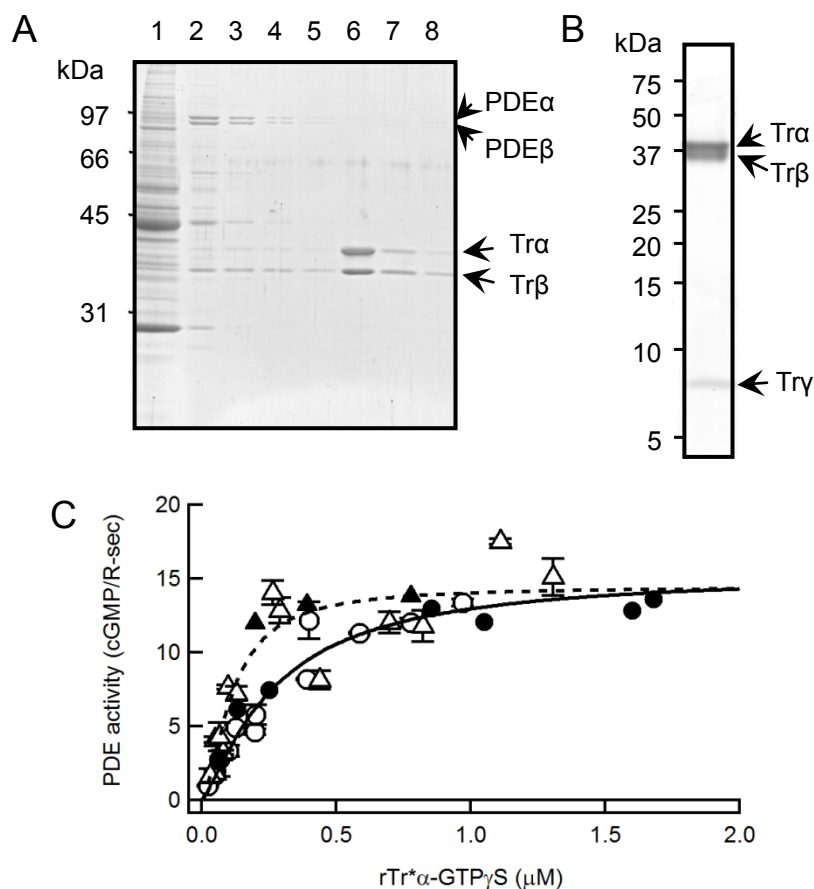 A
1 2 3 4 5 6 7 8
kDa
97
66
45
31
PDEα
PDEβ
Trα
Trβ
B
kDa
75
50
37
25
20
15
10
5
Trα
Trβ
Trγ
C
PDE activity (cGMP/R-sec)
20
15
10
5
0
0.0 0.5 1.0 1.5 2.0
rTr*α-GTPγS (μM)